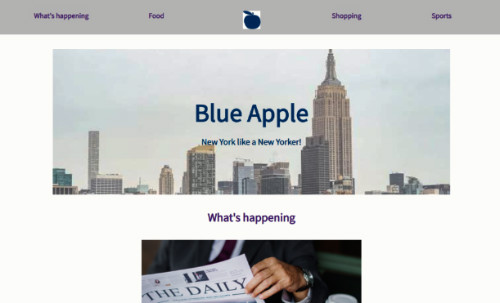 What's happening
Food
Shopping
Sports
Blue Apple
New York like a New Yorker!
What's happening
THE DAILY